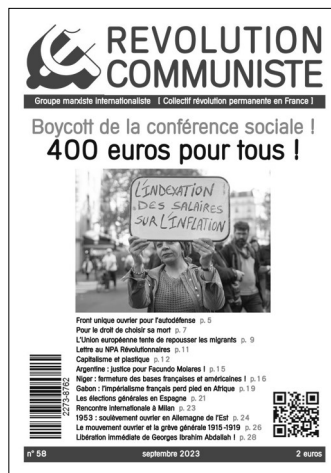 REVOLUTION
COMMUNISTE
Groupe marxiste internationaliste [ Collectif révolution permanente en France ]
Boycott de la conférence sociale !
400 euros pour tous !
L'INDEXATION
DES SALAIRES
SUR L'INFLATION
Front unique ouvrier pour l'autodéfense p. 5
Pour le droit de choisir sa mort p. 7
L'Union européenne tente de repousser les migrants p. 9
Lettre au NPA Révolutionnaires p.11
Capitalisme et plastique p.12
Argentine : justice pour Facundo Molares ! p.15
Niger : fermeture des bases françaises et américaines ! p.16
Gabon : l'impérialisme français perd pied en Afrique p.19
Les élections générales en Espagne p. 21
Rencontre internationale à Milan p. 23
1953 : soulèvement ouvrier en Allemagne de l'Est p. 24
Le mouvement ouvrier et la grève générale 1915-1919 p. 26
Libération immédiate de Georges Ibrahim Abdallah ! p. 28
2273-8762
n° 58 septembre 2023 2 euros